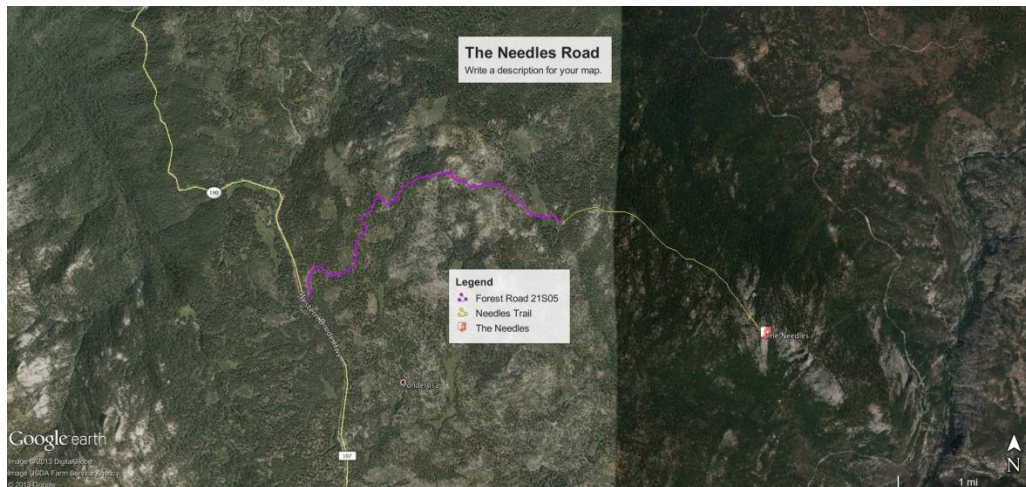 The Needles Road
Write a description for your map.
190
Legend
Forest Road 21S05
Needles Trail
The Needles
The Needles
Ponderosa
107
Google earth
Image © 2013 DigitalGlobe
Image USDA Farm Service Agency
© 2013 Google
N
1 mi